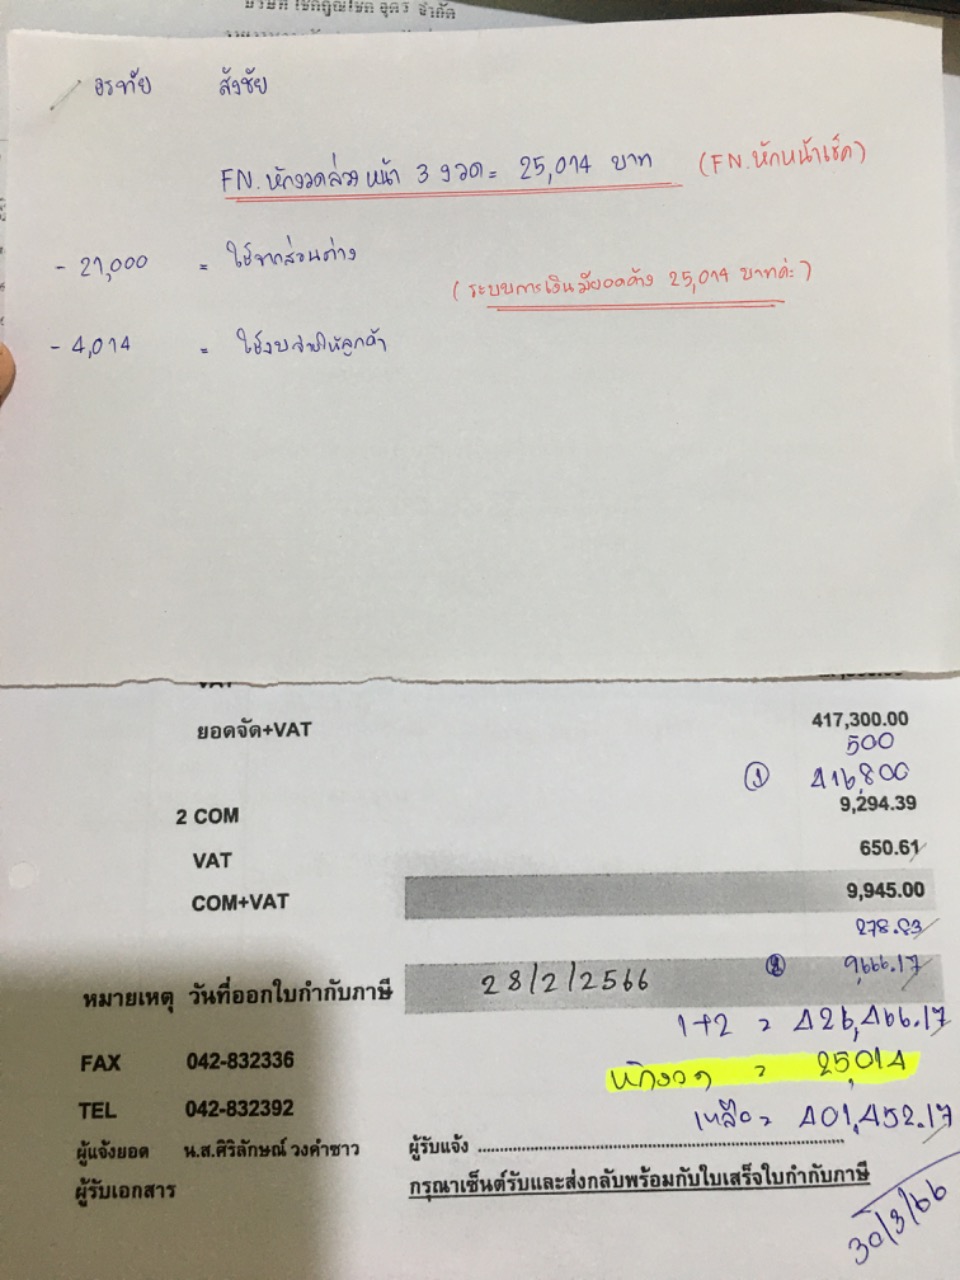 จำกัด
อรทัย สังชัย
FN.หักงวดล่วงหน้า 3 งวด = 25,014 บาท (FN.หักหน้าเช็ค)
- 21,000 = ใช้จากส่วนต่าง
(ระบบการเงินมียอดค้าง 25,014 บาทค่ะ)
- 4,014 = ใช้งบจ่ายให้ลูกค้า
VAT
ยอดจัด+VAT 417,300.00
500
① 416800
2 COM 9,294.39
VAT 650.61
COM+VAT 9,945.00
278.83
② 9,666.17
หมายเหตุ วันที่ออกใบกำกับภาษี 28/2/2566
1+2 = 426,466.17
FAX 042-832336
หักงวด = 25,014
TEL 042-832392
เหลือ = 401,452.17
ผู้แจ้งยอด น.ส.ศิริลักษณ์ วงคำซาว ผู้รับแจ้ง
ผู้รับเอกสาร กรุณาเซ็นต์รับและส่งกลับพร้อมกับใบเสร็จใบกำกับภาษี
30/3/66